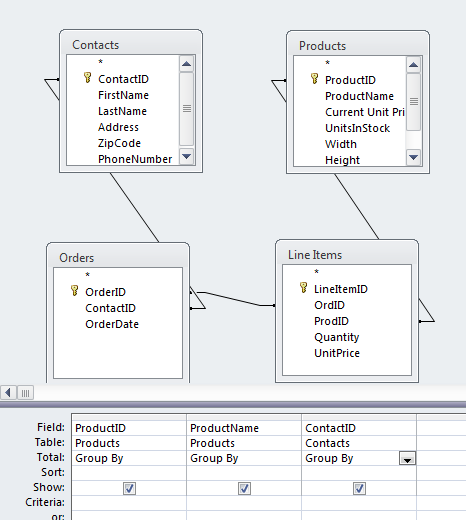 Contacts
*
ContactID
FirstName
LastName
Address
ZipCode
PhoneNumber
Products
*
ProductID
ProductName
Current Unit Pri
UnitsInStock
Width
Height
Orders
*
OrderID
ContactID
OrderDate
Line Items
*
LineItemID
OrdID
ProdID
Quantity
UnitPrice
Field: ProductID ProductName ContactID
Table: Products Products Contacts
Total: Group By Group By Group By
Sort:
Show:
Criteria:
or: